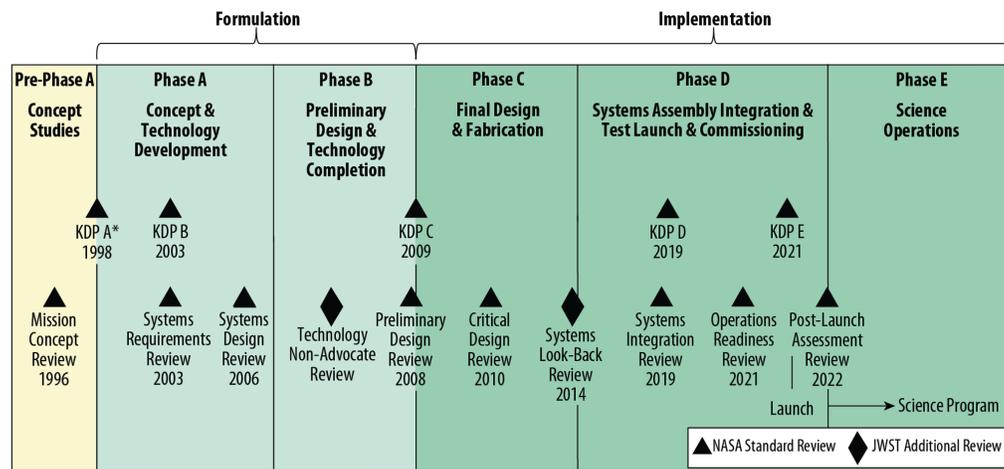 Formulation
Implementation
Pre-Phase A
Concept
Studies
Phase A
Concept &
Technology
Development
Phase B
Preliminary
Design &
Technology
Completion
Phase C
Final Design
& Fabrication
Phase D
Systems Assembly Integration &
Test Launch & Commissioning
Phase E
Science
Operations
KDP A*
1998
KDP B
2003
KDP C
2009
KDP D
2019
KDP E
2021
Mission
Concept
Review
1996
Systems
Requirements
Review
2003
Systems
Design
Review
2006
Technology
Non-Advocate
Review
Preliminary
Design
Review
2008
Critical
Design
Review
2010
Systems
Look-Back
Review
2014
Systems
Integration
Review
2019
Operations
Readiness
Review
2021
Post-Launch
Assessment
Review
2022
Launch
Science Program
NASA Standard Review
JWST Additional Review